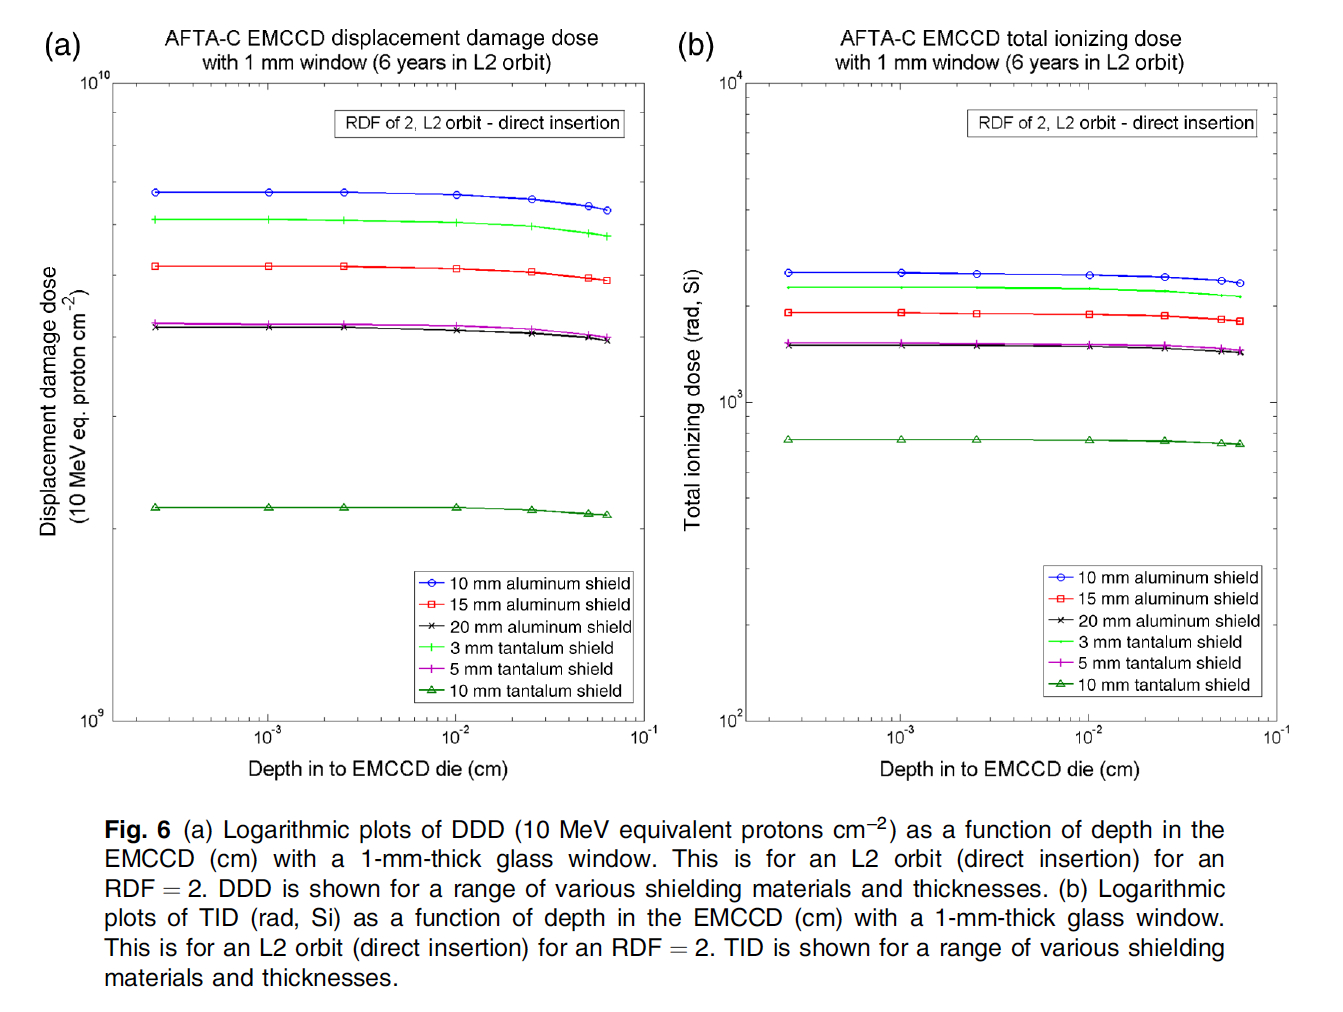 (a)
AFTA-C EMCCD displacement damage dose
with 1 mm window (6 years in L2 orbit)
10^10
RDF of 2, L2 orbit - direct insertion
Displacement damage dose
(10 MeV eq. proton cm^-2)
10 mm aluminum shield
15 mm aluminum shield
20 mm aluminum shield
3 mm tantalum shield
5 mm tantalum shield
10 mm tantalum shield
10^9
10^-3
10^-2
10^-1
Depth in to EMCCD die (cm)
(b)
AFTA-C EMCCD total ionizing dose
with 1 mm window (6 years in L2 orbit)
10^4
RDF of 2, L2 orbit - direct insertion
Total ionizing dose (rad, Si)
10^3
10 mm aluminum shield
15 mm aluminum shield
20 mm aluminum shield
3 mm tantalum shield
5 mm tantalum shield
10 mm tantalum shield
10^2
10^-3
10^-2
10^-1
Depth in to EMCCD die (cm)
Fig. 6 (a) Logarithmic plots of DDD (10 MeV equivalent protons cm⁻²) as a function of depth in the
EMCCD (cm) with a 1-mm-thick glass window. This is for an L2 orbit (direct insertion) for an
RDF = 2. DDD is shown for a range of various shielding materials and thicknesses. (b) Logarithmic
plots of TID (rad, Si) as a function of depth in the EMCCD (cm) with a 1-mm-thick glass window.
This is for an L2 orbit (direct insertion) for an RDF = 2. TID is shown for a range of various shielding
materials and thicknesses.